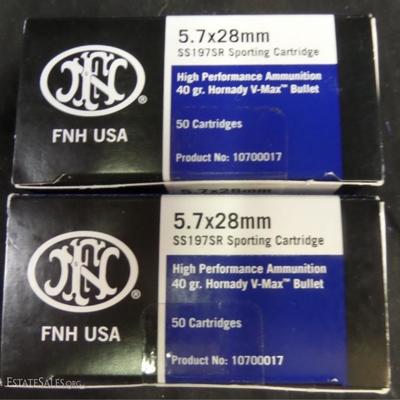 FN
®
FNH USA
5.7x28mm
SS197SR Sporting Cartridge
High Performance Ammunition
40 gr. Hornady V-Max™ Bullet
50 Cartridges
Product No: 10700017
FN
®
FNH USA
5.7x28mm
SS197SR Sporting Cartridge
High Performance Ammunition
40 gr. Hornady V-Max™ Bullet
50 Cartridges
Product No: 10700017
ESTATESALES.ORG